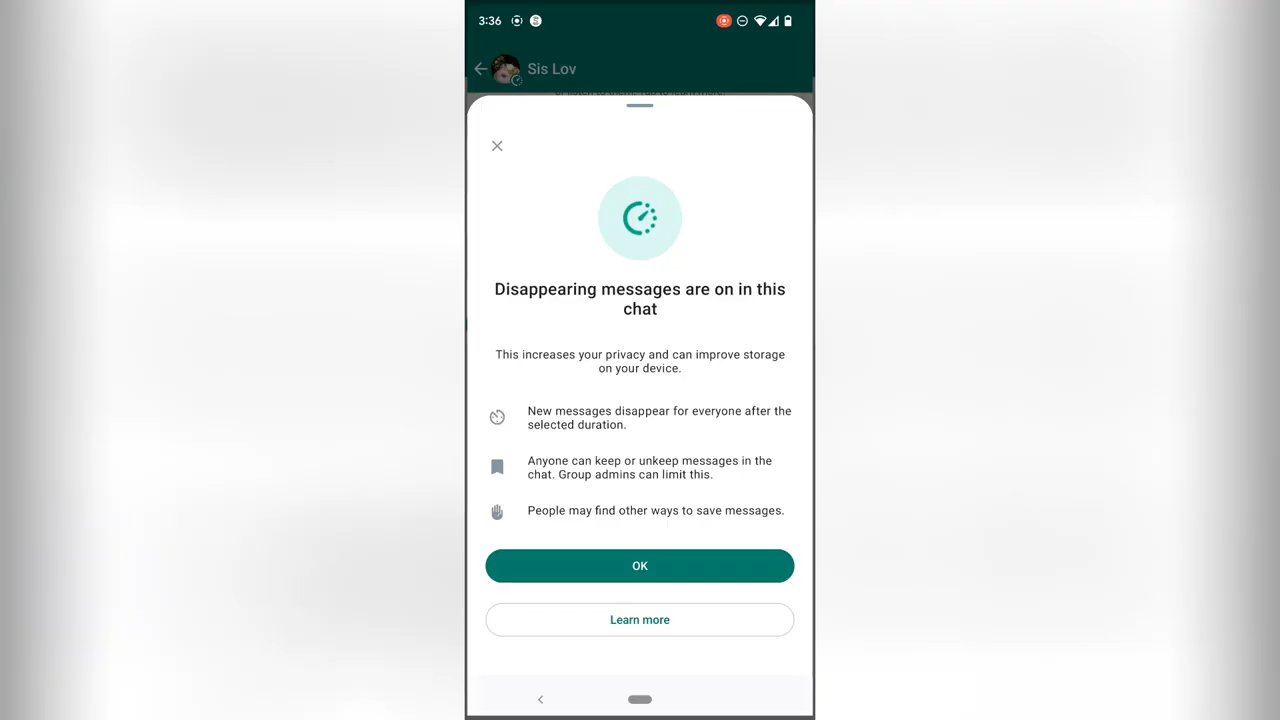 3:36
Sis Lov
Disappearing messages are on in this
chat
This increases your privacy and can improve storage
on your device.
New messages disappear for everyone after the
selected duration.
Anyone can keep or unkeep messages in the
chat. Group admins can limit this.
People may find other ways to save messages.
OK
Learn more